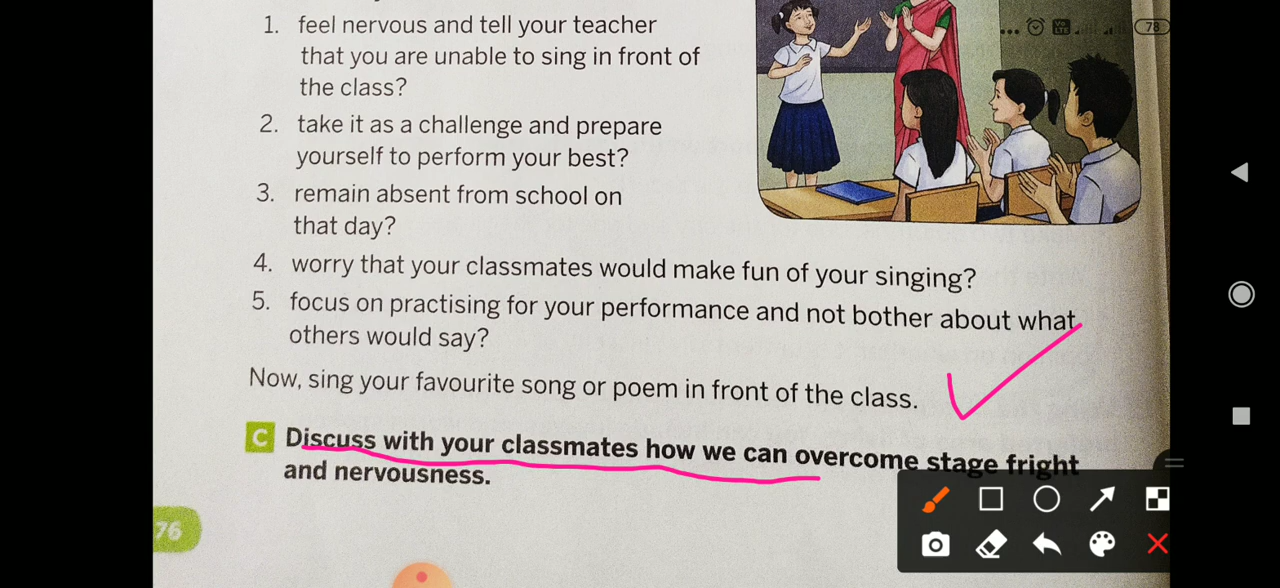 1. feel nervous and tell your teacher
that you are unable to sing in front of
the class?
2. take it as a challenge and prepare
yourself to perform your best?
3. remain absent from school on
that day?
4. worry that your classmates would make fun of your singing?
5. focus on practising for your performance and not bother about what
others would say?
Now, sing your favourite song or poem in front of the class.
C Discuss with your classmates how we can overcome stage fright
and nervousness.
76
78